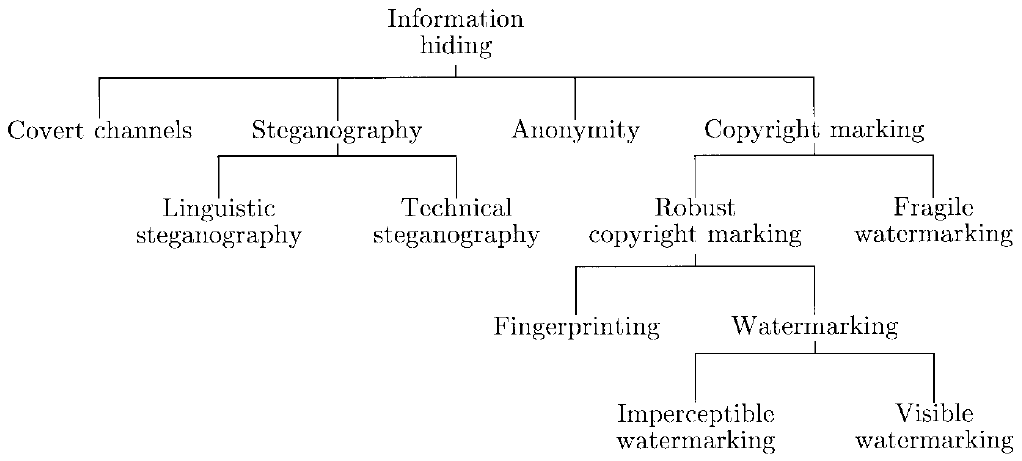 Information
hiding
Covert channels
Steganography
Anonymity
Copyright marking
Linguistic
steganography
Technical
steganography
Robust
copyright marking
Fragile
watermarking
Fingerprinting
Watermarking
Imperceptible
watermarking
Visible
watermarking